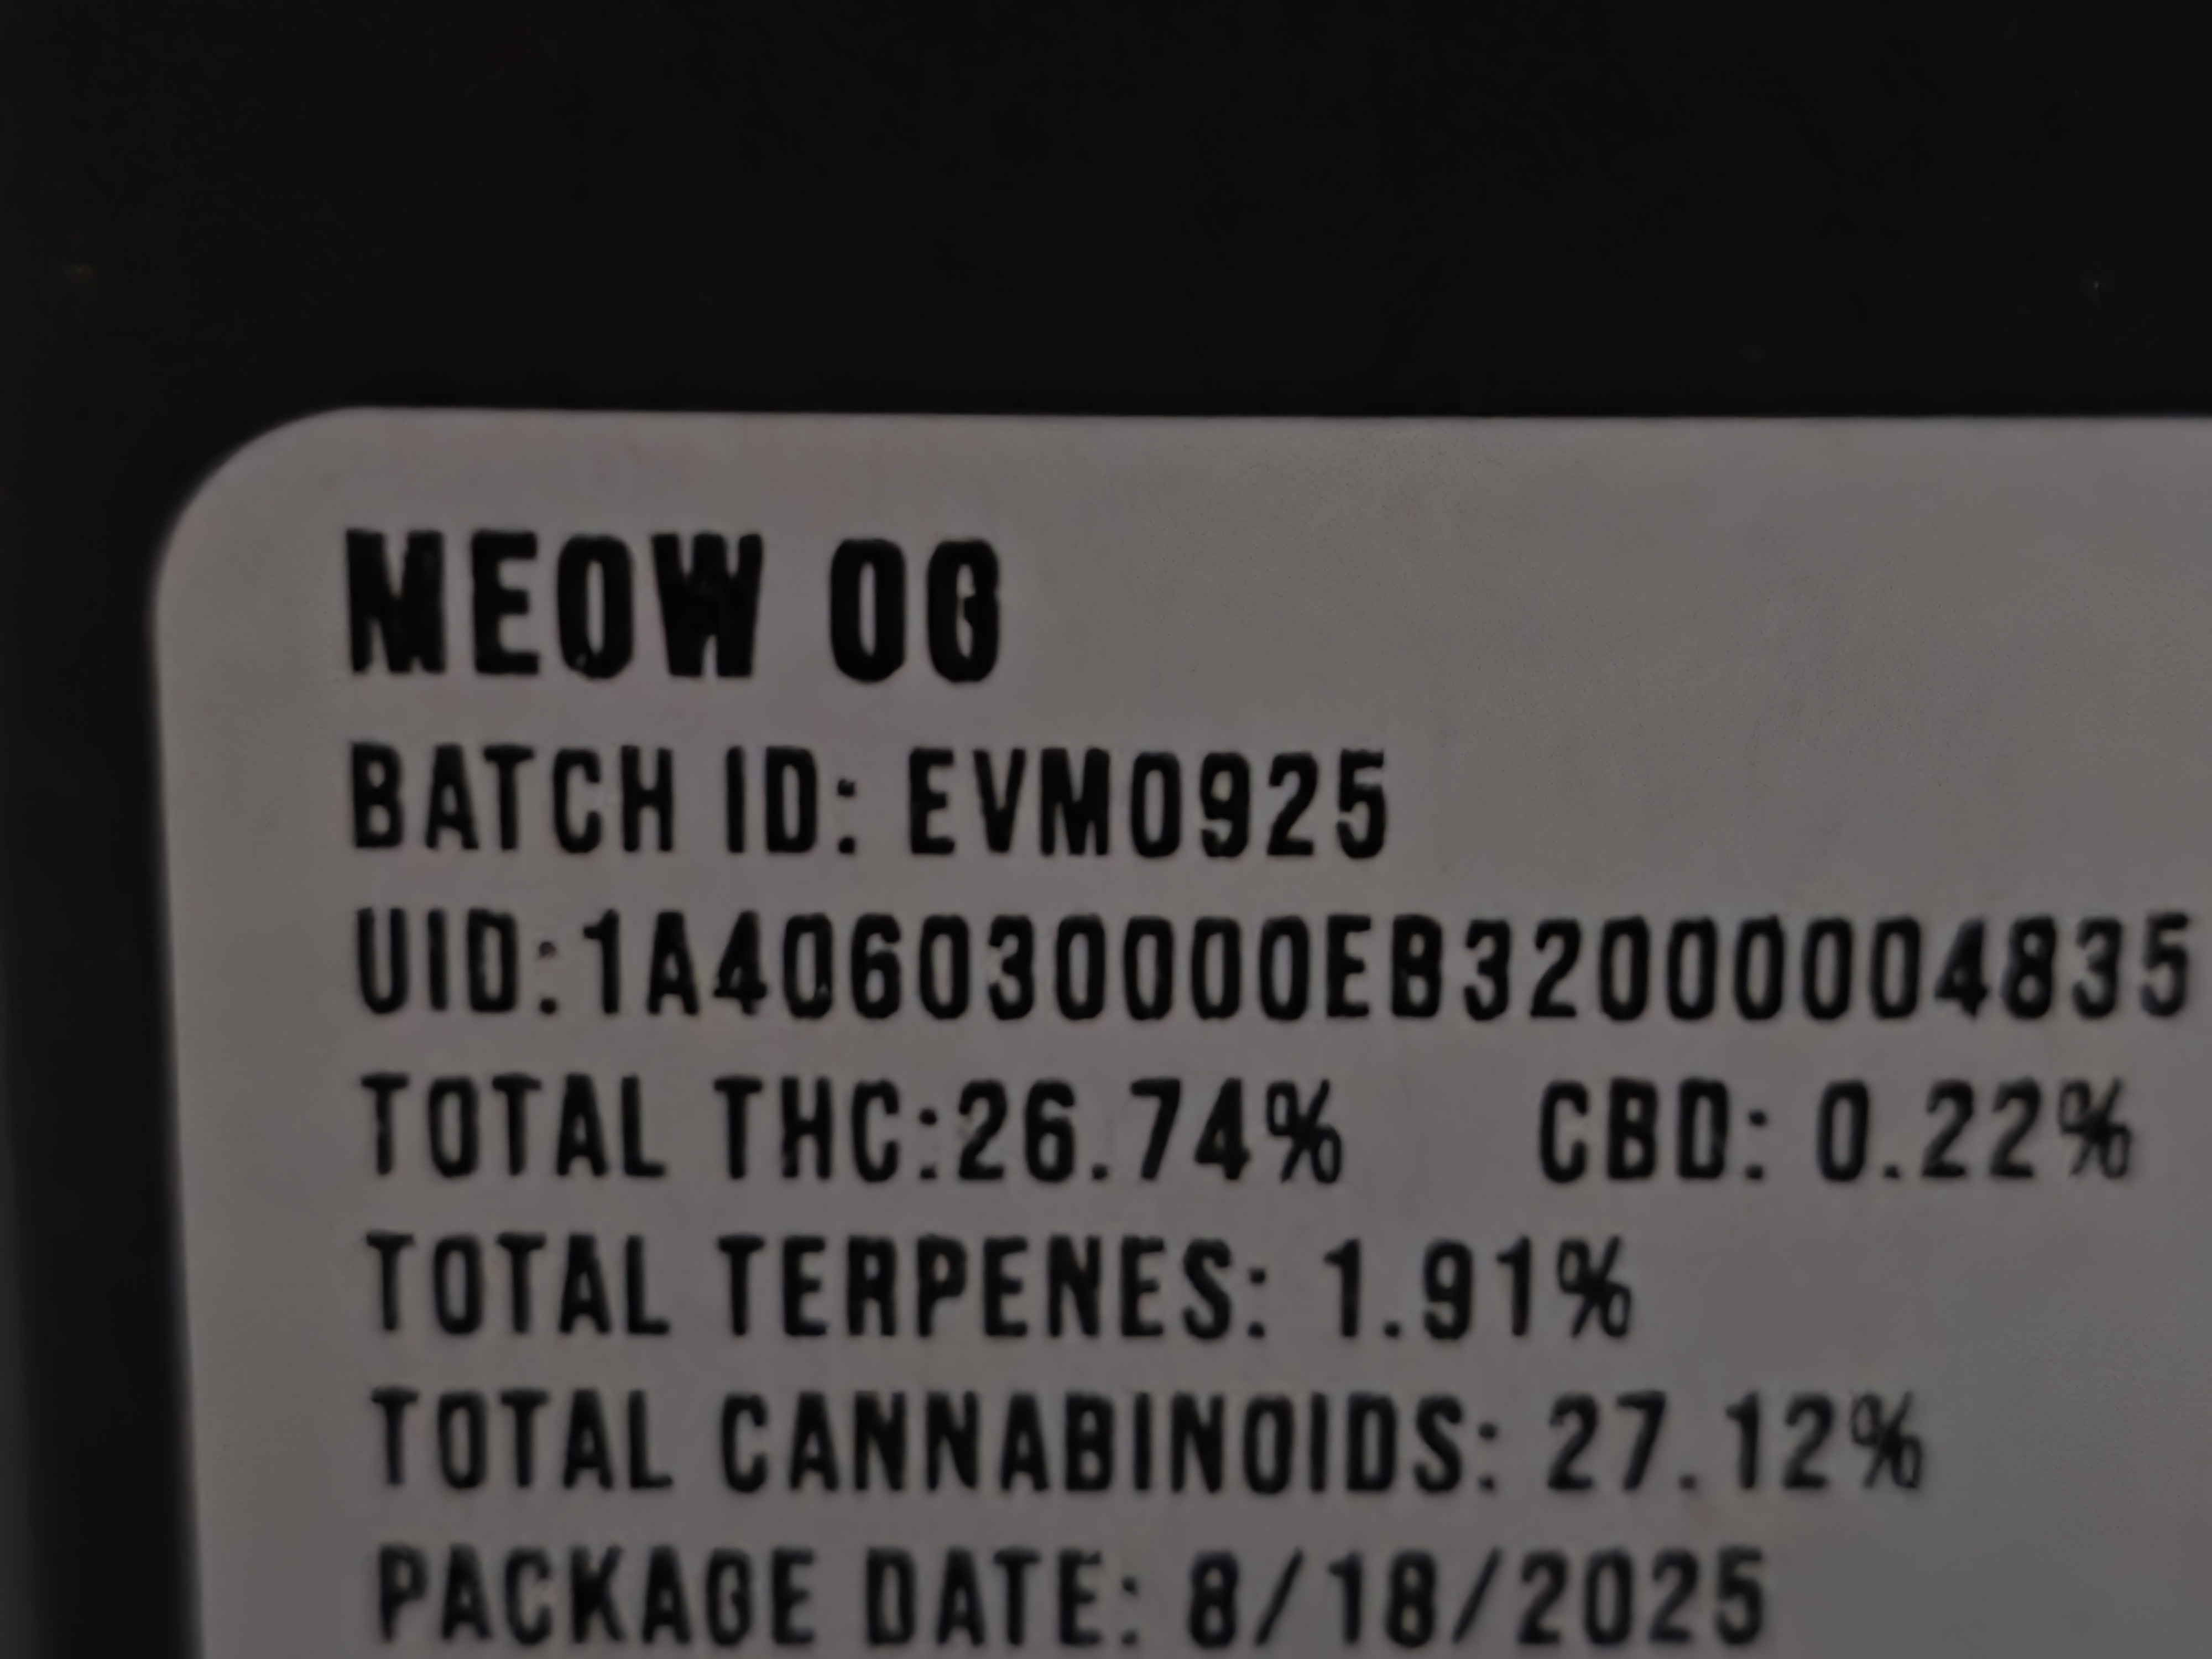 MEOW OG
BATCH ID: EVM0925
UID:1A406030000EB32000004835
TOTAL THC:26.74% CBD: 0.22%
TOTAL TERPENES: 1.91%
TOTAL CANNABINOIDS: 27.12%
PACKAGE DATE: 8/18/2025